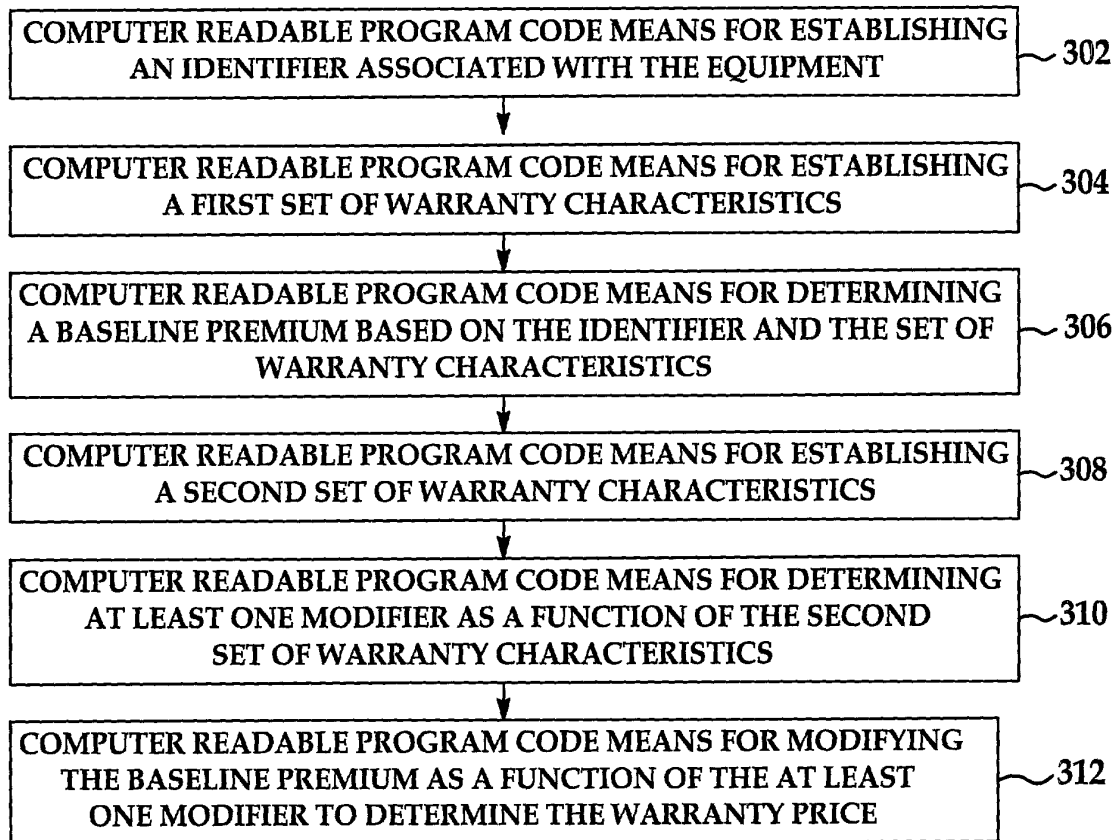 COMPUTER READABLE PROGRAM CODE MEANS FOR ESTABLISHING
AN IDENTIFIER ASSOCIATED WITH THE EQUIPMENT
302
COMPUTER READABLE PROGRAM CODE MEANS FOR ESTABLISHING
A FIRST SET OF WARRANTY CHARACTERISTICS
304
COMPUTER READABLE PROGRAM CODE MEANS FOR DETERMINING
A BASELINE PREMIUM BASED ON THE IDENTIFIER AND THE SET OF
WARRANTY CHARACTERISTICS
306
COMPUTER READABLE PROGRAM CODE MEANS FOR ESTABLISHING
A SECOND SET OF WARRANTY CHARACTERISTICS
308
COMPUTER READABLE PROGRAM CODE MEANS FOR DETERMINING
AT LEAST ONE MODIFIER AS A FUNCTION OF THE SECOND
SET OF WARRANTY CHARACTERISTICS
310
COMPUTER READABLE PROGRAM CODE MEANS FOR MODIFYING
THE BASELINE PREMIUM AS A FUNCTION OF THE AT LEAST
ONE MODIFIER TO DETERMINE THE WARRANTY PRICE
312